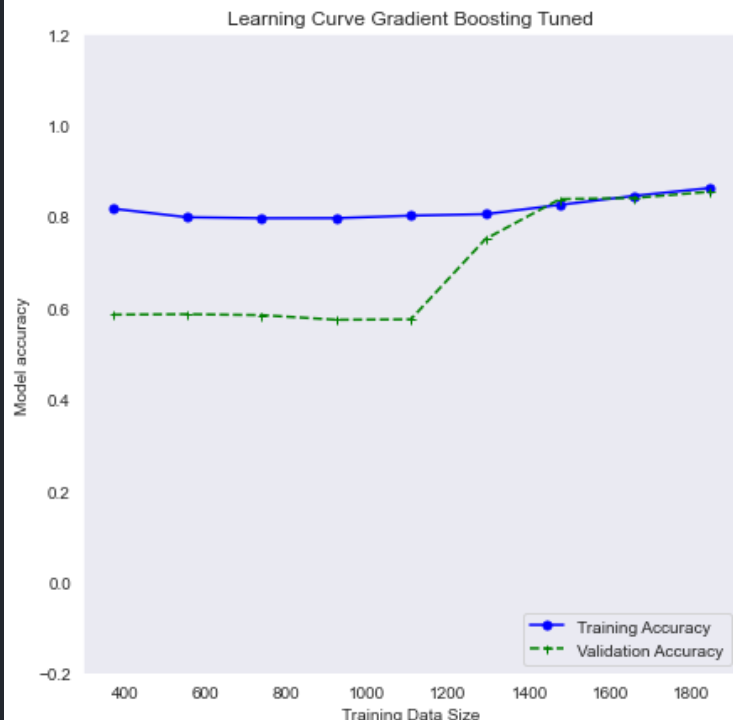 Learning Curve Gradient Boosting Tuned
1.2
1.0
0.8
0.6
0.4
0.2
0.0
−0.2
Model accuracy
Training Accuracy
Validation Accuracy
400 600 800 1000 1200 1400 1600 1800
Training Data Size